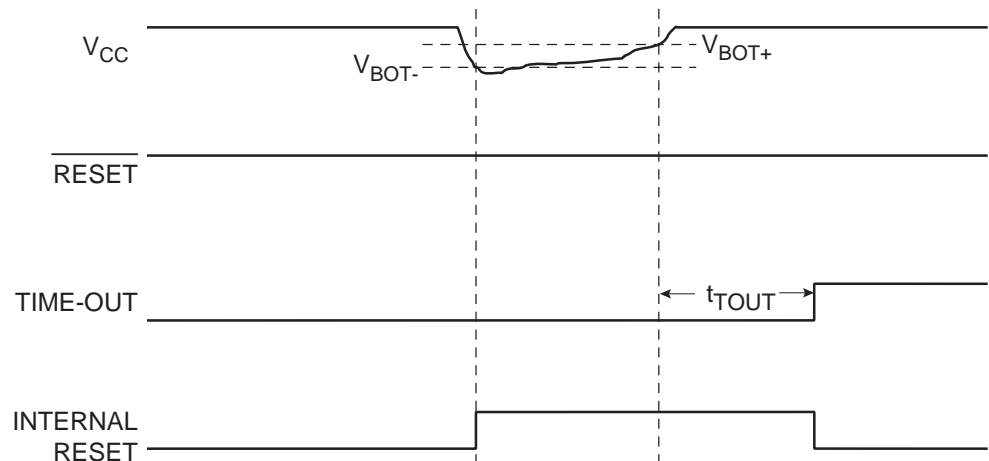 VCC
VBOT-
VBOT+
RESET
TIME-OUT
tTOUT
INTERNAL
RESET